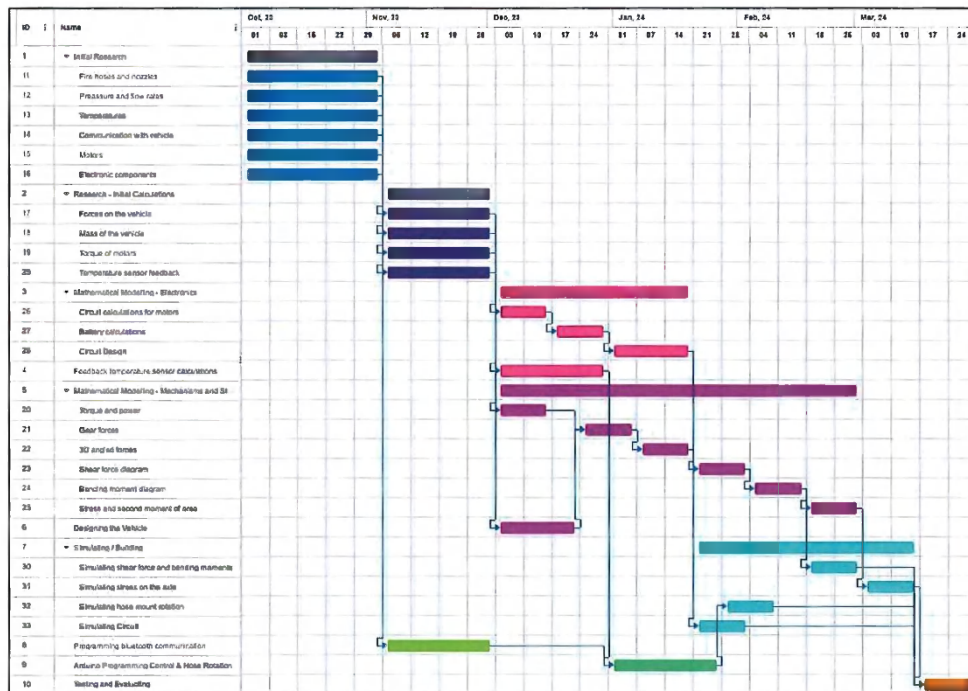 Oct, 23 Nov, 23 Dec, 23 Jan, 24 Feb, 24 Mar, 24
ID Name 01 08 15 22 29 06 12 19 26 03 10 17 24 31 07 14 21 28 04 11 18 25 03 10 17 24
1 Initial Research
11 Fire hoses and nozzles
12 Preassure and flow rates
13 Temperatures
14 Communication with vehicle
15 Motors
16 Electronic components
2 Research - Initial Calculations
17 Forces on the vehicle
18 Mass of the vehicle
19 Torque of motors
29 Temperature sensor feedback
3 Mathematical Modelling - Electronics
26 Circuit calculations for motors
27 Battery calculations
28 Circuit Design
4 Feedback temperature sensor calculations
5 Mathematical Modelling - Mechanisms and St
20 Torque and power
21 Gear forces
22 3D angled forces
23 Shear force diagram
24 Bending moment diagram
25 Stress and second moment of area
6 Designing the Vehicle
7 Simulating / Building
30 Simulating shear force and bending moments
31 Simulating stress on the axle
32 Simulating hose mount rotation
33 Simulating Circuit
8 Programming bluetooth communication
9 Arduino Programming Control & Hose Rotation
10 Testing and Evaluating